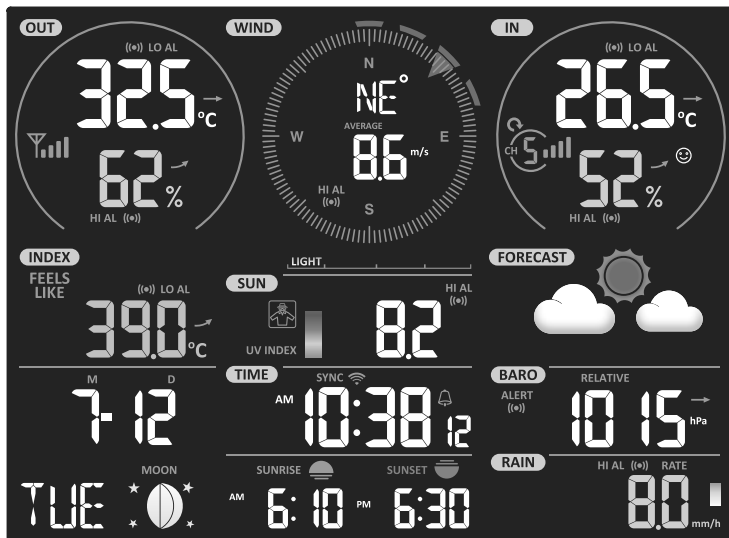 OUT
LO AL
32.5 °C
62 %
HI AL
WIND
N
NE°
AVERAGE
W
8.6 m/s
E
HI AL
S
IN
LO AL
26.5 °C
CH 5
52 %
HI AL
INDEX
FEELS
LIKE
LO AL
39.0 °C
LIGHT
SUN
HI AL
UV INDEX
8.2
FORECAST
M D
7-12
TUE
MOON
TIME
SYNC
AM 10:38 12
SUNRISE
AM 6:10
SUNSET
PM 6:30
BARO
RELATIVE
ALERT
1015 hPa
RAIN
HI AL RATE
8.0 mm/h